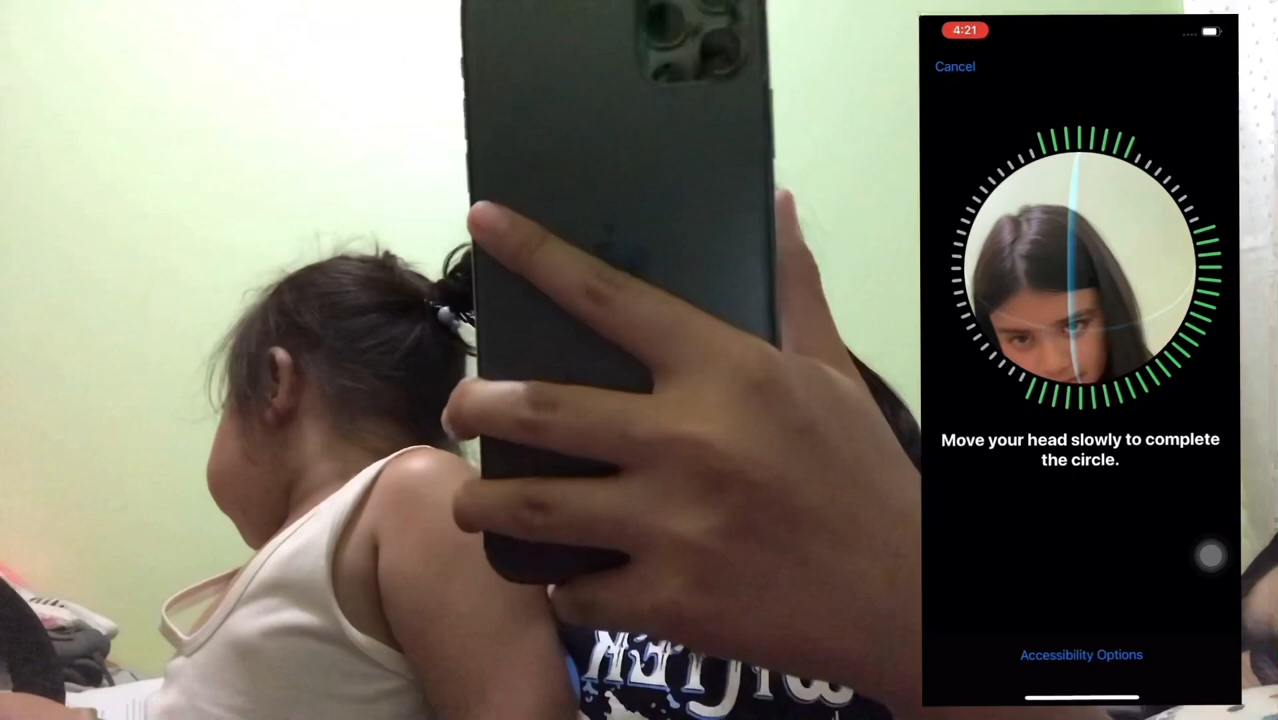 4:21
Cancel
Move your head slowly to complete
the circle.
Accessibility Options